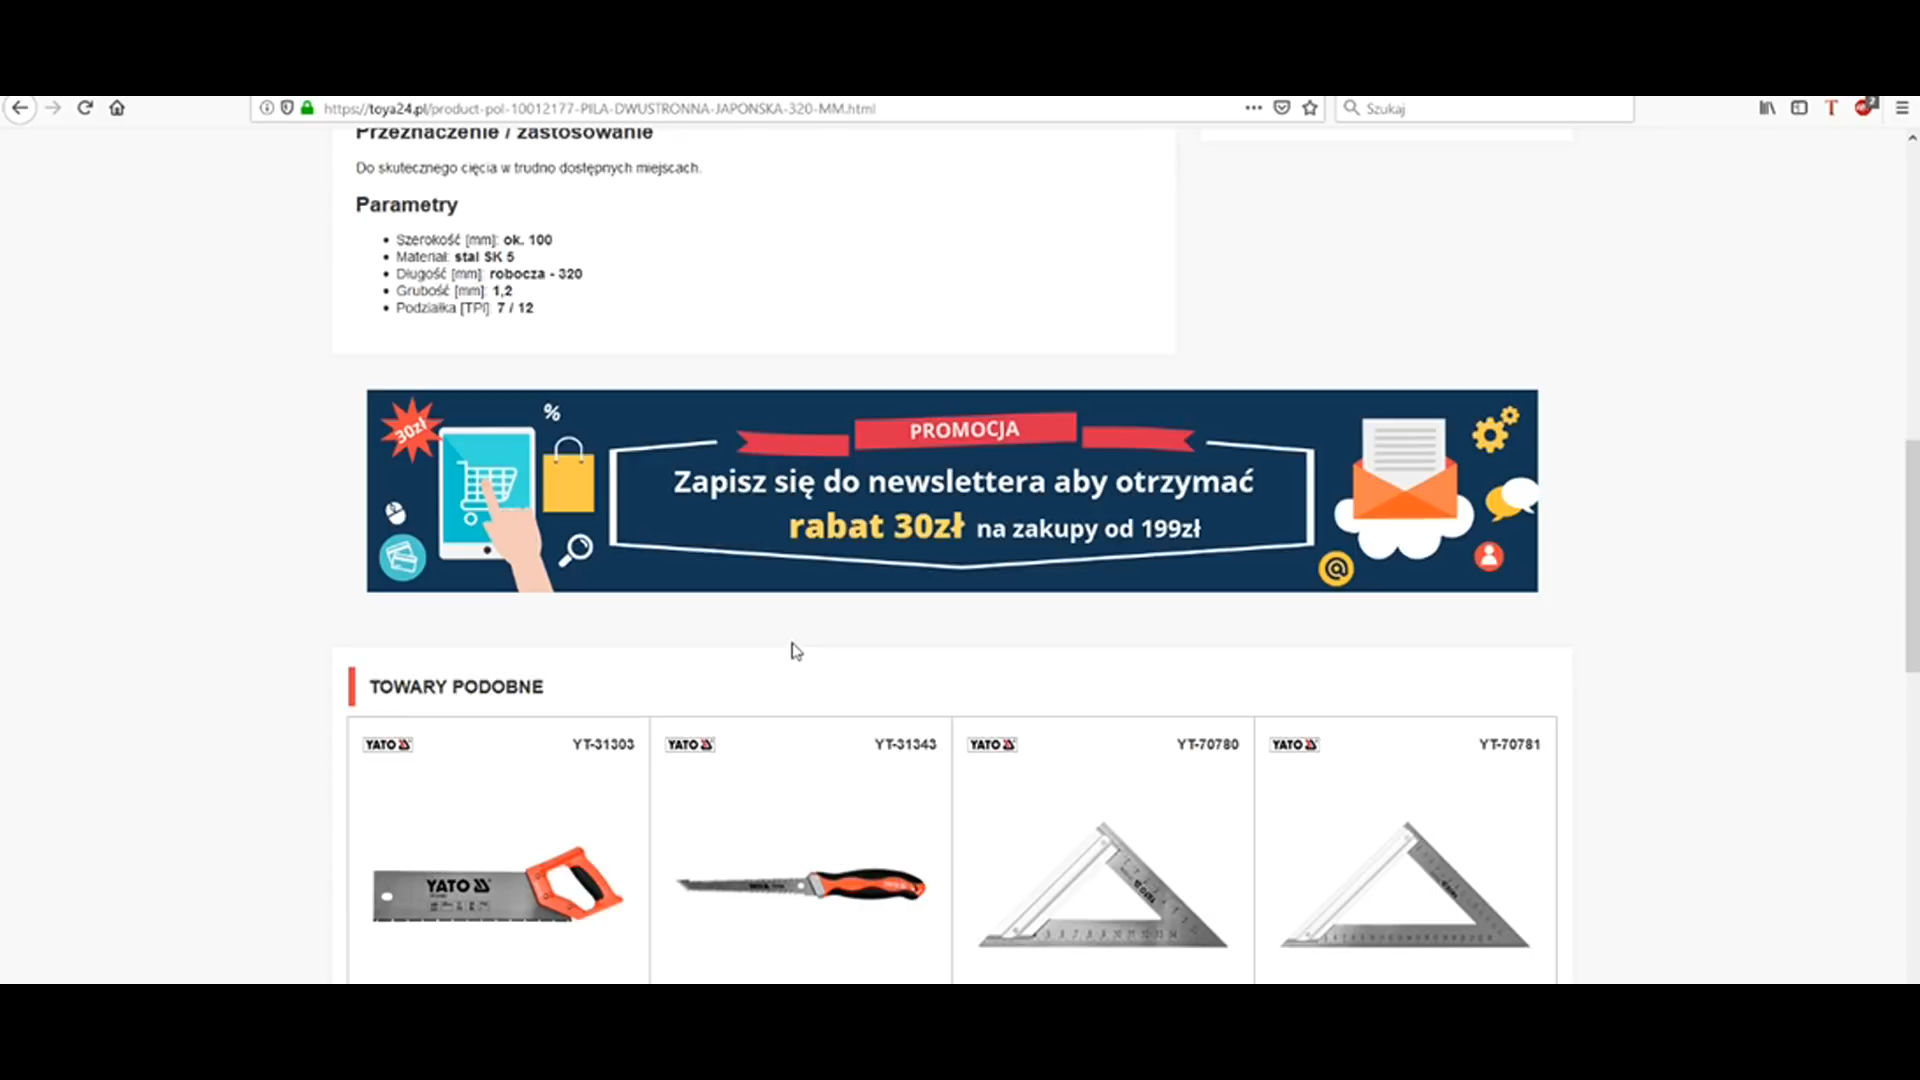 https://toya24.pl/product-pol-10012177-PILA-DWUSTRONNA-JAPONSKA-320-MM.html
Szukaj
Przeznaczenie / zastosowanie
Do skutecznego cięcia w trudno dostępnych miejscach.
Parametry
Szerokość [mm]: ok. 100
Materiał: stal SK 5
Długość [mm]: robocza - 320
Grubość [mm]: 1,2
Podziałka [TPI]: 7 / 12
30zł
%
PROMOCJA
Zapisz się do newslettera aby otrzymać
rabat 30zł na zakupy od 199zł
@
TOWARY PODOBNE
YATO YT-31303
YATO YT-31343
YATO YT-70780
YATO YT-70781
YATO